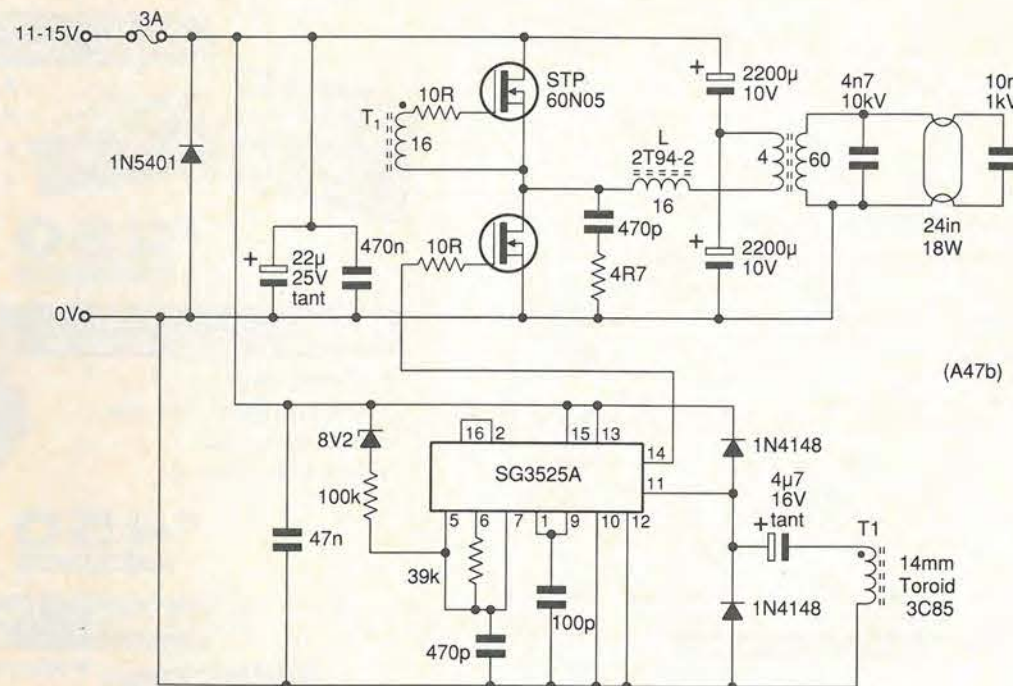 3A
11-15V
1N5401
0V
22µ
25V
tant
+
470n
T1
16
10R
STP
60N05
10R
470p
4R7
L
2T94-2
16
+
2200µ
10V
+
2200µ
10V
4
60
4n7
10kV
24in
18W
1kV
(A47b)
8V2
100k
47n
16
2
15
13
14
11
SG3525A
5
6
7
1
9
10
12
39k
470p
100p
1N4148
4µ7
16V
tant
+
1N4148
T1
14mm
Toroid
3C85